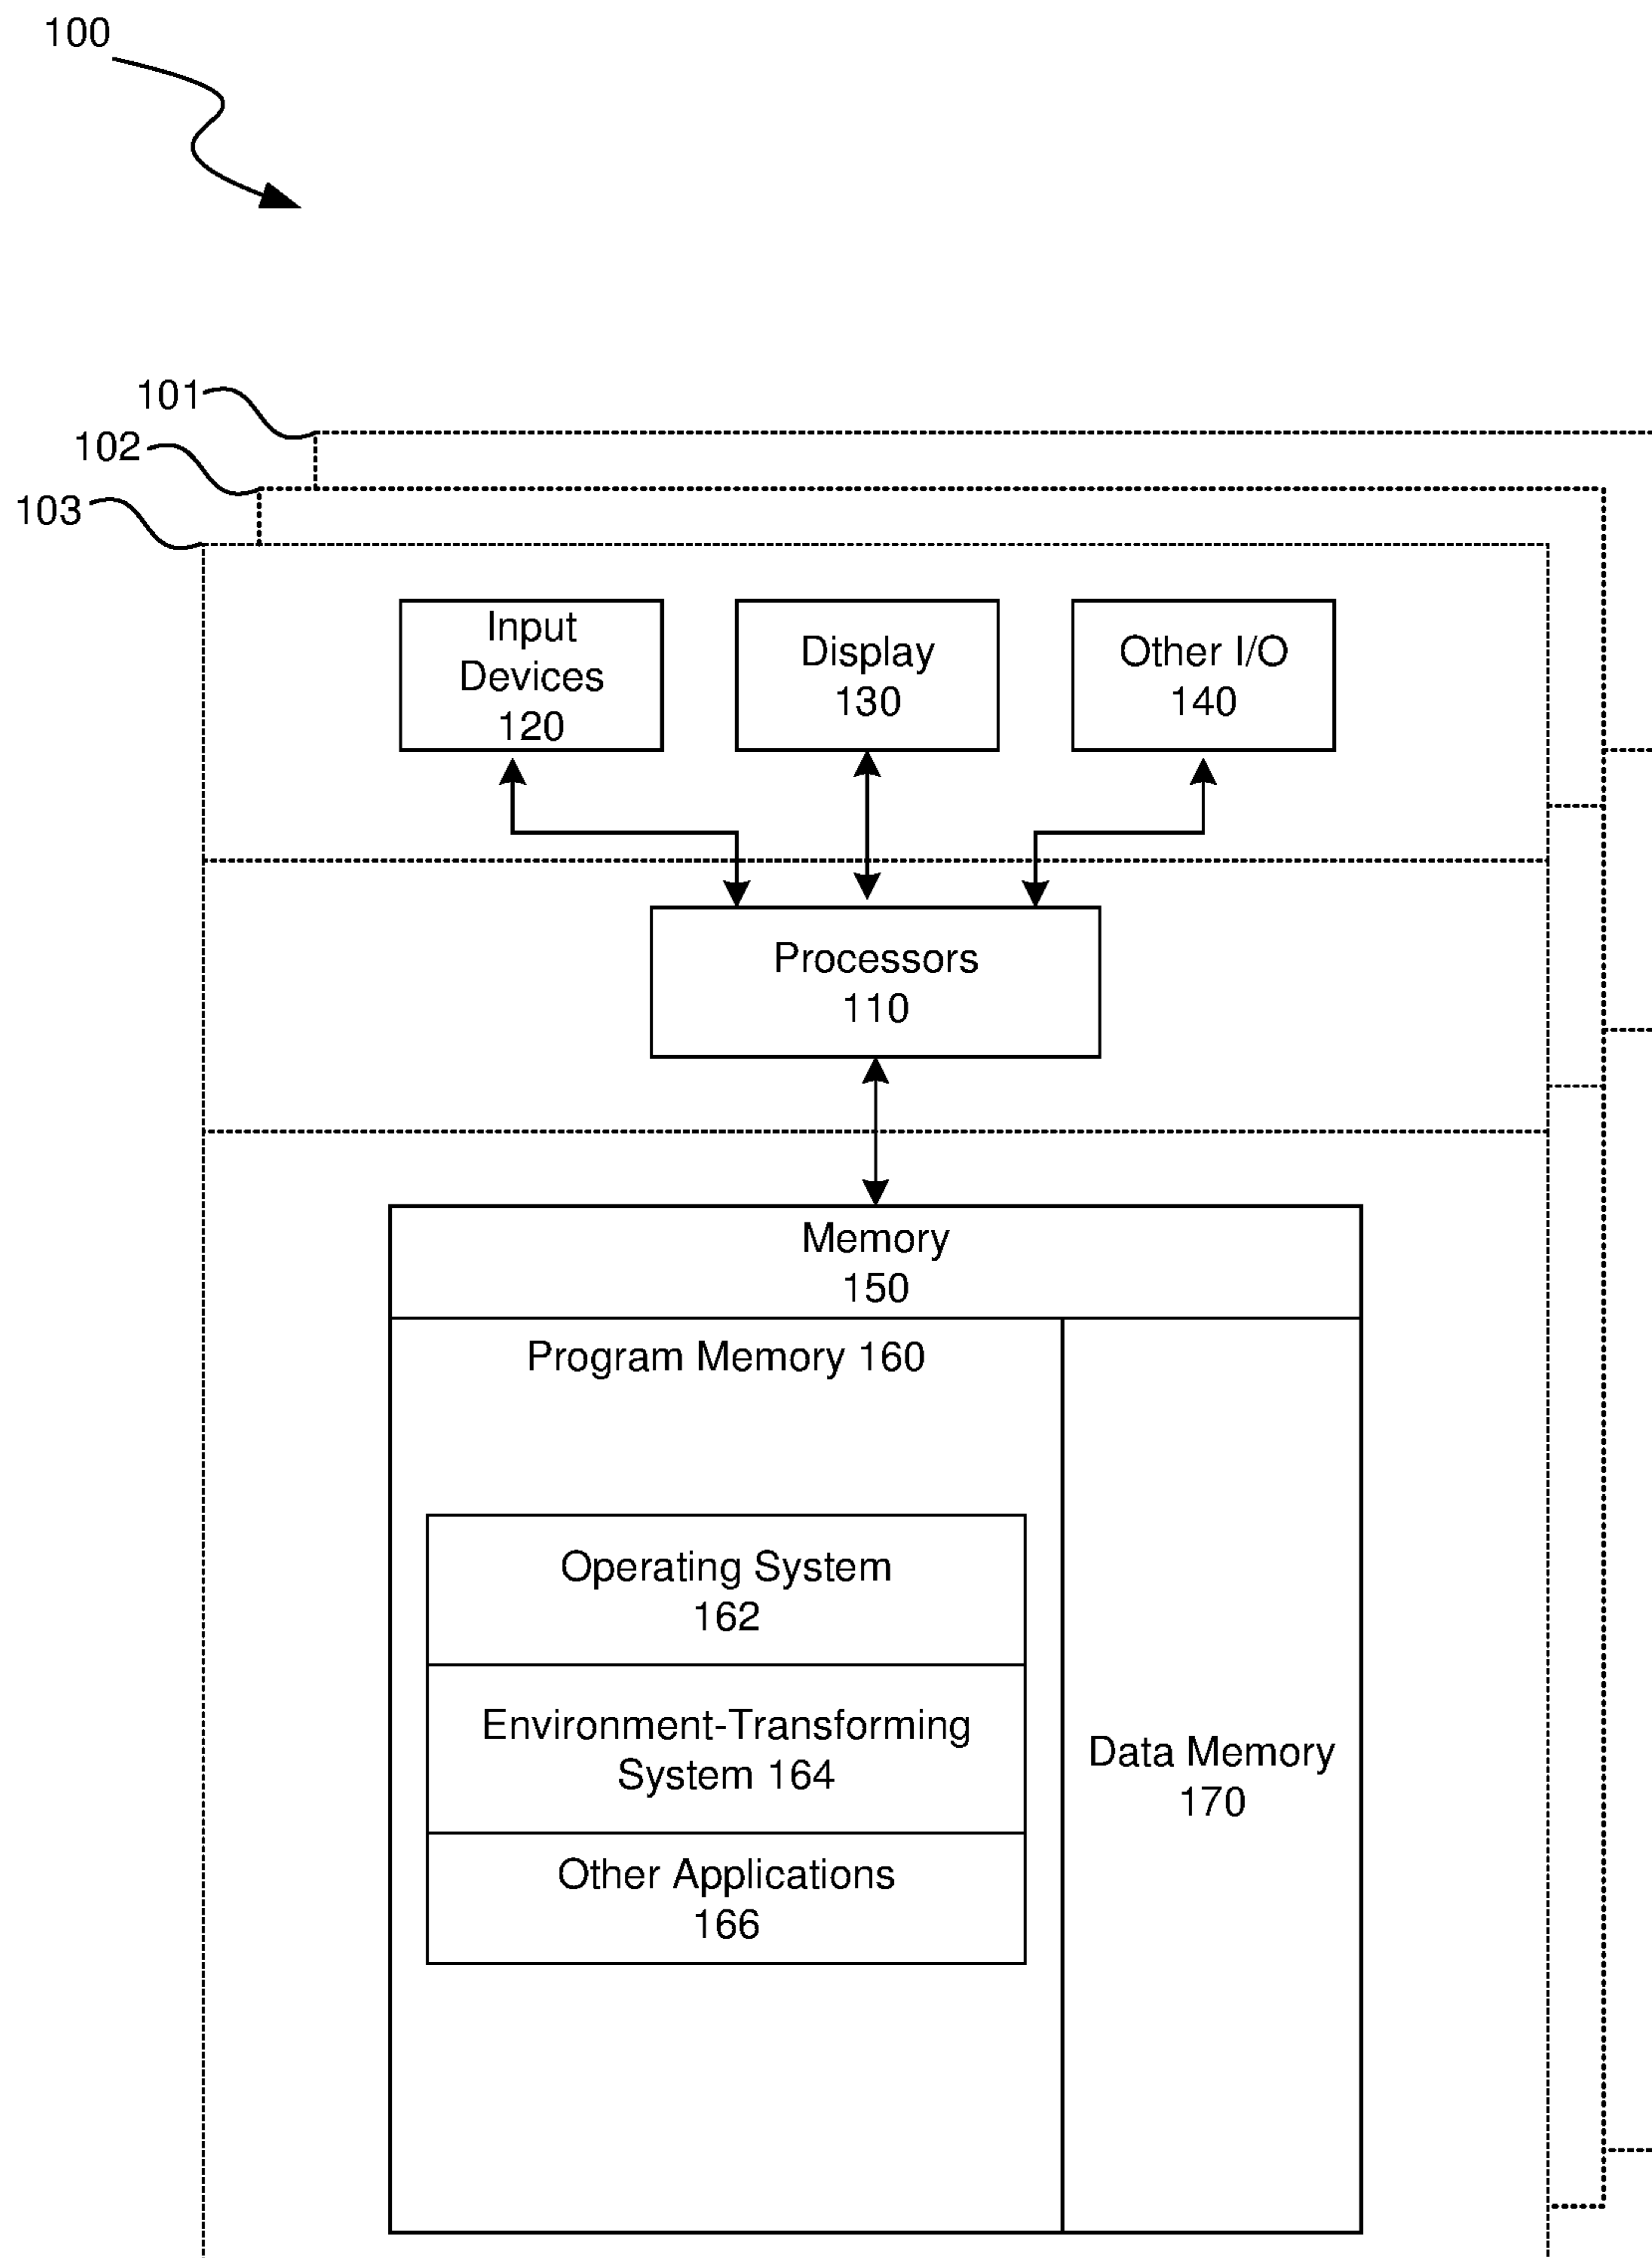 100
101
102
103
Input
Devices
120
Display
130
Other I/O
140
Processors
110
Memory
150
Program Memory 160
Operating System
162
Environment-Transforming
System 164
Other Applications
166
Data Memory
170